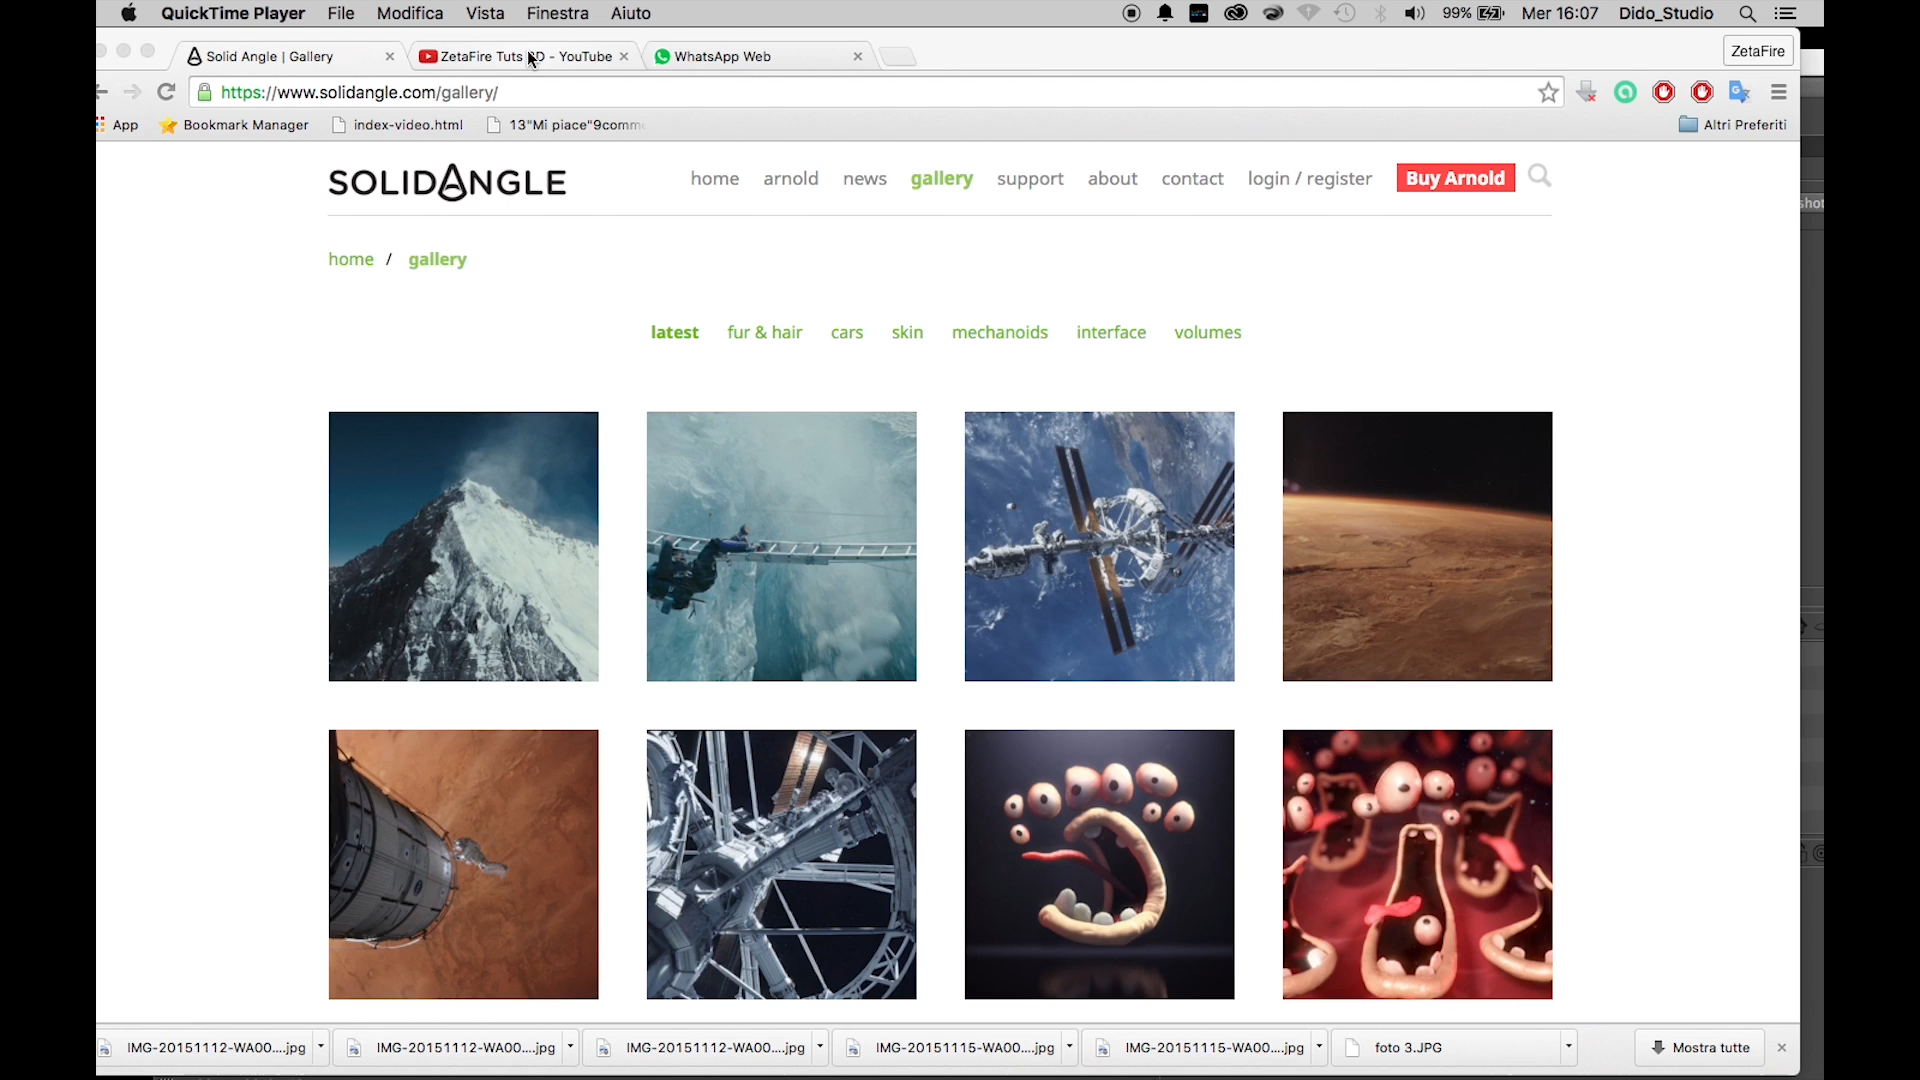 QuickTime Player File Modifica Vista Finestra Aiuto 99% Mer 16:07 Dido_Studio
Solid Angle | Gallery ZetaFire Tuts - YouTube WhatsApp Web ZetaFire
https://www.solidangle.com/gallery/
App Bookmark Manager index-video.html 13"Mi piace"9comm Altri Preferiti
SOLIDANGLE home arnold news gallery support about contact login / register Buy Arnold
shot
home / gallery
latest fur & hair cars skin mechanoids interface volumes
IMG-20151112-WA00....jpg IMG-20151112-WA00....jpg IMG-20151112-WA00....jpg IMG-20151115-WA00....jpg IMG-20151115-WA00....jpg foto 3.JPG Mostra tutte